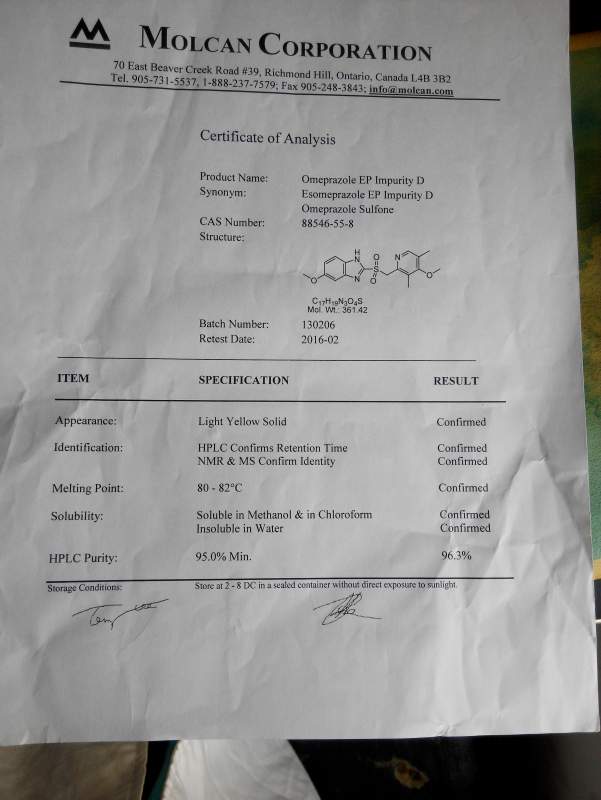 MOLCAN CORPORATION
70 East Beaver Creek Road #39, Richmond Hill, Ontario, Canada L4B 3B2
Tel. 905-731-5537, 1-888-237-7579; Fax 905-248-3843; info@molcan.com
Certificate of Analysis
Product Name: Omeprazole EP Impurity D
Synonym: Esomeprazole EP Impurity D
Omeprazole Sulfone
CAS Number: 88546-55-8
Structure:
C17H19N3O4S
Mol. Wt.: 361.42
Batch Number: 130206
Retest Date: 2016-02
ITEM SPECIFICATION RESULT
Appearance: Light Yellow Solid Confirmed
Identification: HPLC Confirms Retention Time Confirmed
NMR & MS Confirm Identity Confirmed
Melting Point: 80 - 82°C Confirmed
Solubility: Soluble in Methanol & in Chloroform Confirmed
Insoluble in Water Confirmed
HPLC Purity: 95.0% Min. 96.3%
Storage Conditions: Store at 2 - 8 DC in a sealed container without direct exposure to sunlight.